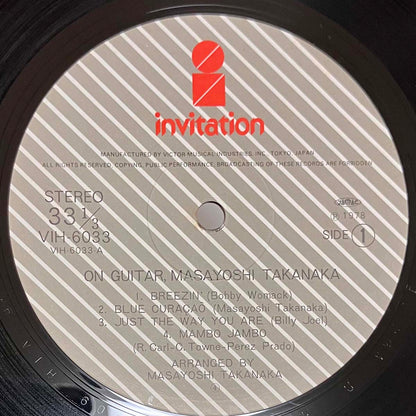 invitation
MANUFACTURED BY VICTOR MUSICAL INDUSTRIES, INC. TOKYO, JAPAN
ALL RIGHTS RESERVED. COPYING, PUBLIC PERFORMANCE, BROADCASTING OF THESE RECORDS ARE FORBIDDEN
STEREO
33 1/3
VIH-6033
VIH-6033-A
Ⓟ 1978
SIDE 1
ON GUITAR, MASAYOSHI TAKANAKA
1. BREEZIN' (Bobby Womack)
2. BLUE CURAÇAÕ (Masayoshi Takanaka)
3. JUST THE WAY YOU ARE (Billy Joel)
4. MAMBO JAMBO
(R. Carl-C. Towne-Perez Prado)
ARRANGED BY
MASAYOSHI TAKANAKA